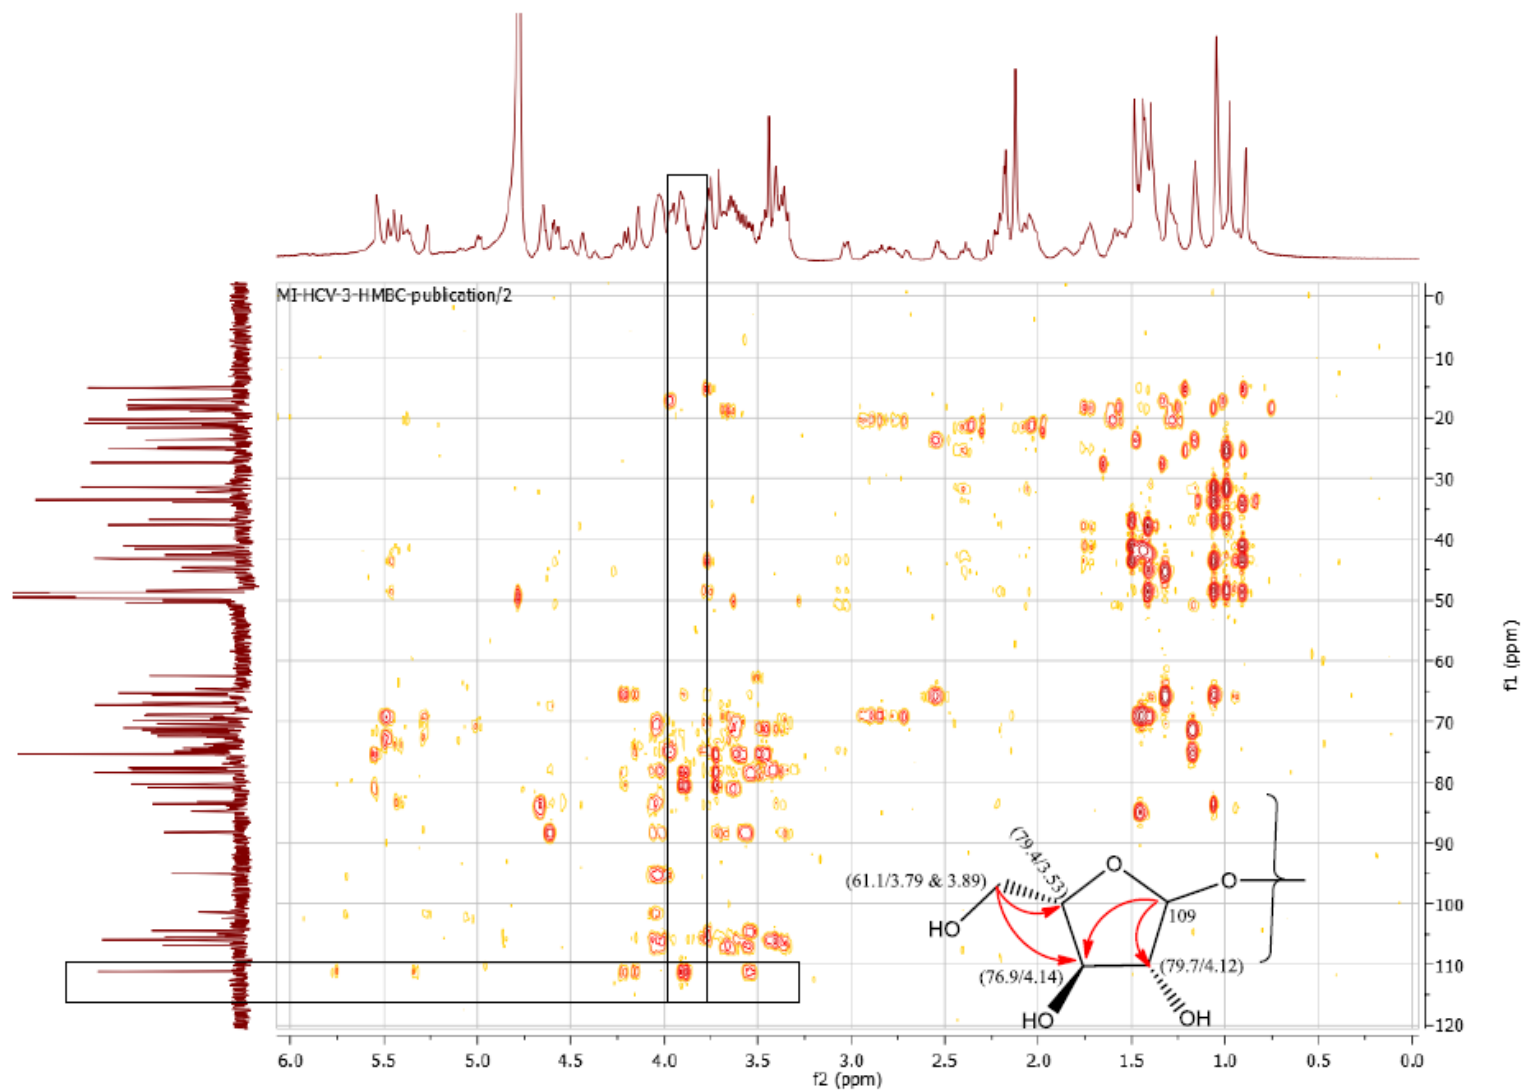 MI-HCV-3-HMBC-publication/2
0
10
20
30
40
50
60
70
80
90
100
110
120
f1 (ppm)
(79.4/3.53)
O
(61.1/3.79 & 3.89)
O
HO
109
(76.9/4.14)
(79.7/4.12)
HO
OH
6.0 5.5 5.0 4.5 4.0 3.5 3.0 2.5 2.0 1.5 1.0 0.5 0.0
f2 (ppm)